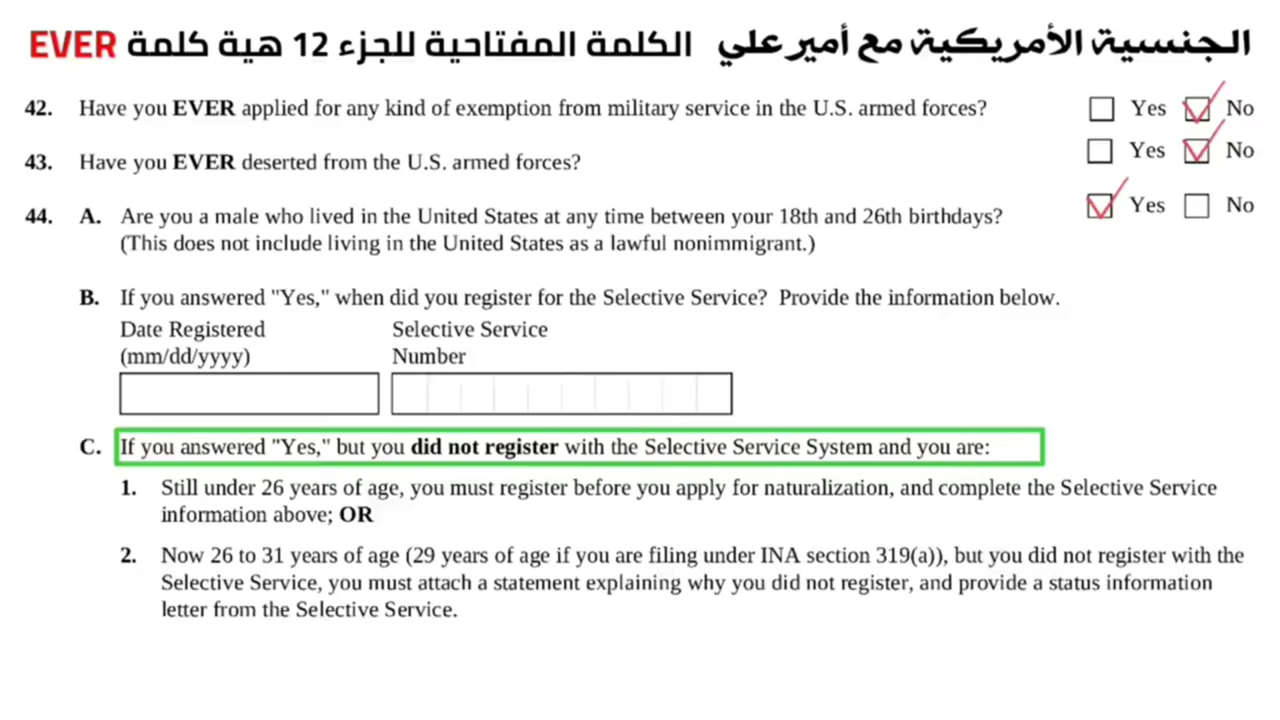 الجنسية الأمريكية مع أمير علي الكلمة المفتاحية للجزء 12 هية كلمة EVER
42. Have you EVER applied for any kind of exemption from military service in the U.S. armed forces? Yes No
43. Have you EVER deserted from the U.S. armed forces? Yes No
44. A. Are you a male who lived in the United States at any time between your 18th and 26th birthdays? Yes No
(This does not include living in the United States as a lawful nonimmigrant.)
B. If you answered "Yes," when did you register for the Selective Service? Provide the information below.
Date Registered Selective Service
(mm/dd/yyyy) Number
C. If you answered "Yes," but you did not register with the Selective Service System and you are:
1. Still under 26 years of age, you must register before you apply for naturalization, and complete the Selective Service
information above; OR
2. Now 26 to 31 years of age (29 years of age if you are filing under INA section 319(a)), but you did not register with the
Selective Service, you must attach a statement explaining why you did not register, and provide a status information
letter from the Selective Service.